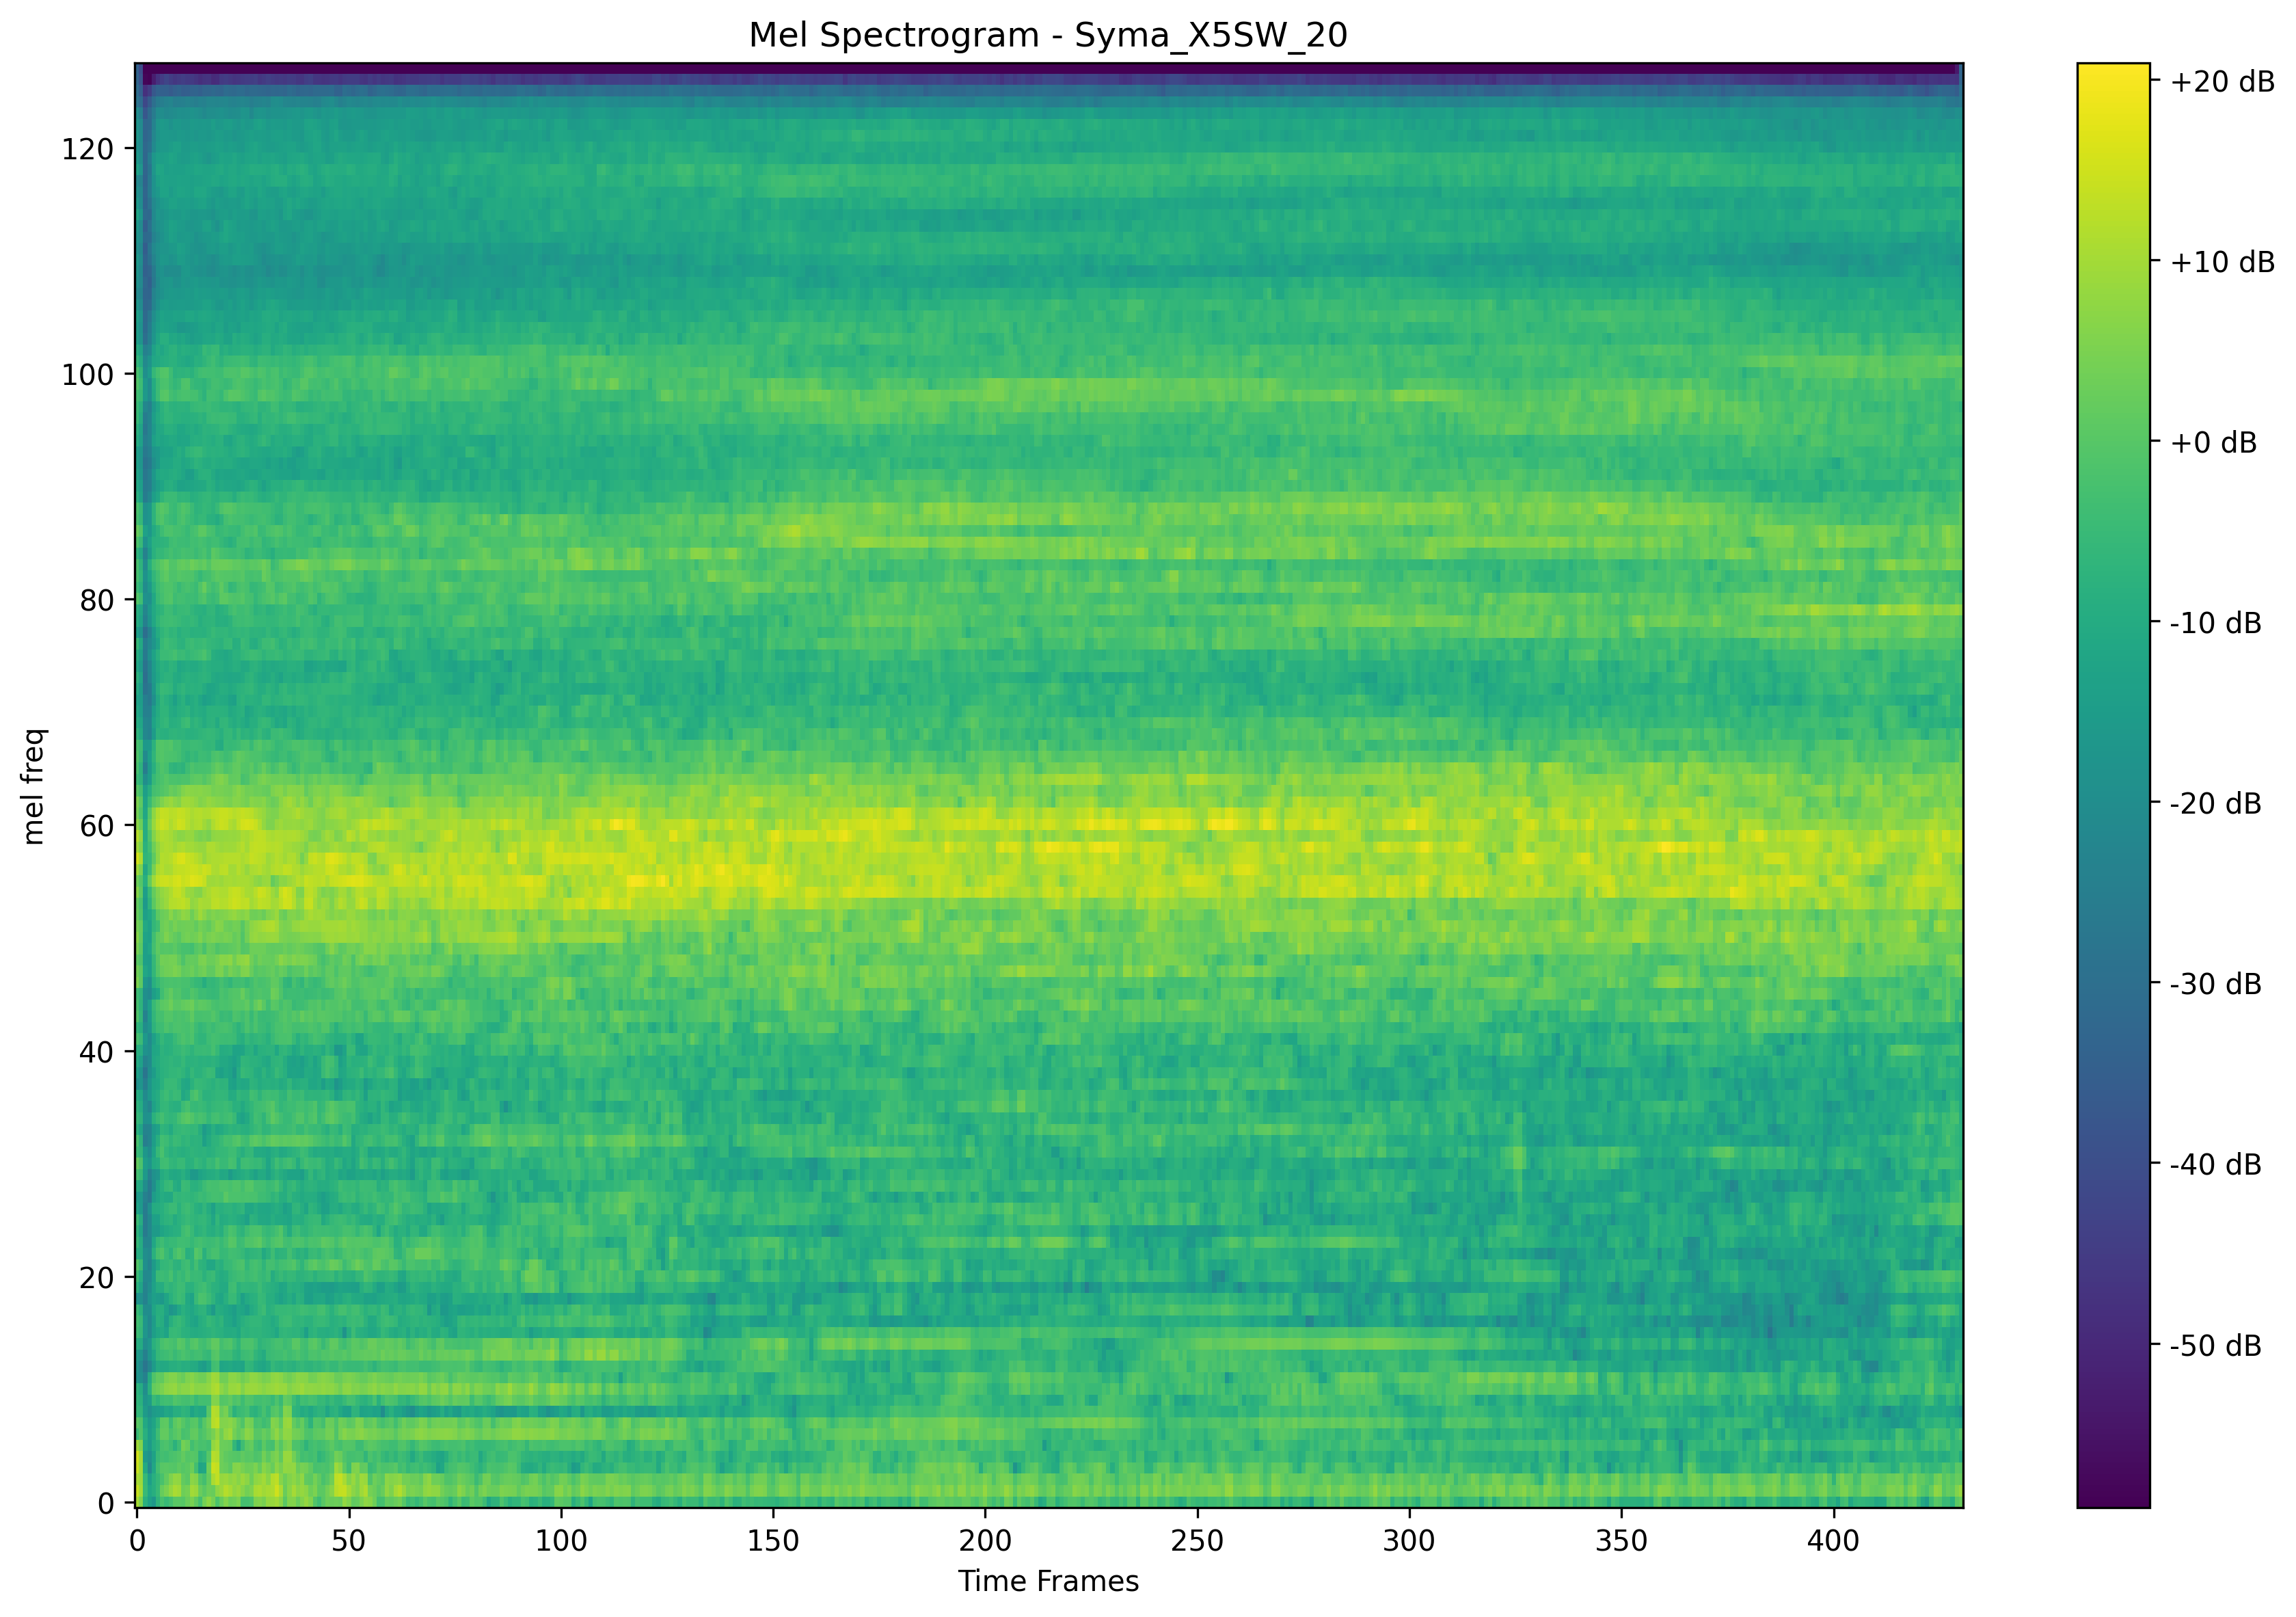 Mel Spectrogram - Syma_X5SW_20
mel freq
120
100
80
60
40
20
0
0 50 100 150 200 250 300 350 400
Time Frames
+20 dB
+10 dB
+0 dB
-10 dB
-20 dB
-30 dB
-40 dB
-50 dB